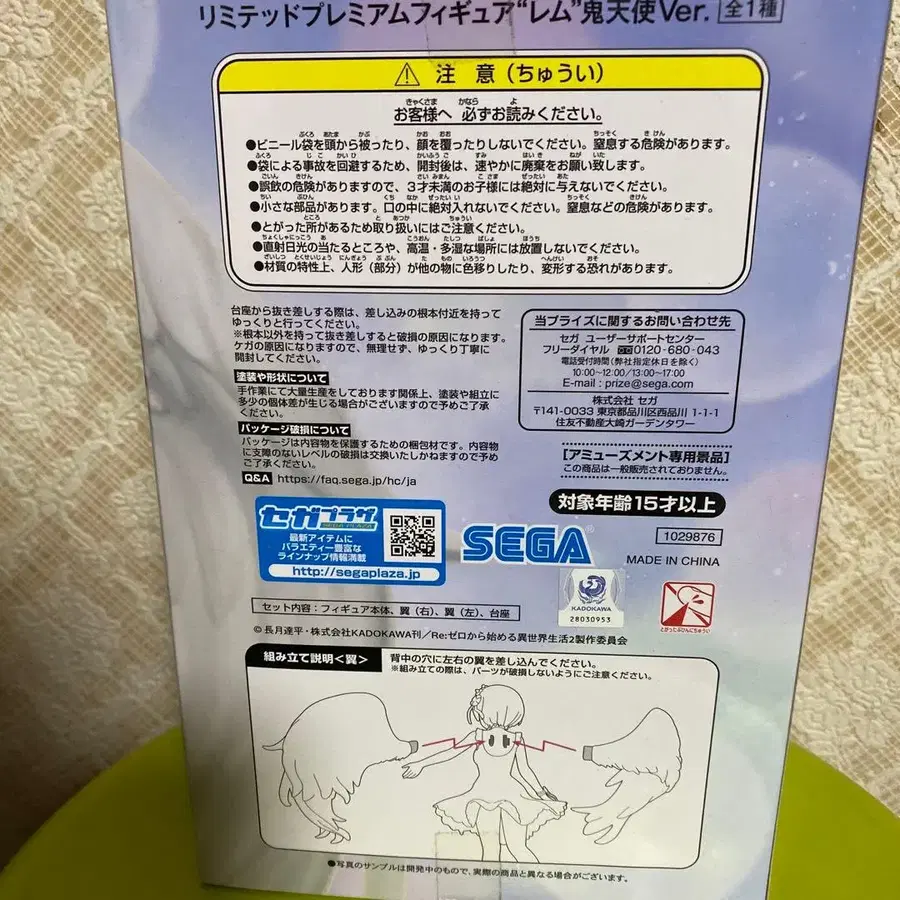 リミテッドプレミアムフィギュア"レム"鬼天使Ver. 全1種
⚠ 注 意(ちゅうい)
お客様へ 必ずお読みください。
●ビニール袋を頭から被ったり、顔を覆ったりしないでください。窒息する危険があります。
●袋による事故を回避するため、開封後は、速やかに廃棄をお願い致します。
●誤飲の危険がありますので、3才未満のお子様には絶対に与えないでください。
●小さな部品があります。口の中に絶対入れないでください。窒息などの危険があります。
●とがった所があるため取り扱いにはご注意ください。
●直射日光の当たるところや、高温・多湿な場所には放置しないでください。
●材質の特性上、人形(部分)が他の物に色移りしたり、変形する恐れがあります。
台座から抜き差しする際は、差し込みの根本付近を持って
ゆっくりと行ってください。
※根本以外を持って抜き差しすると破損の原因になります。
ケガの原因になりますので、無理せず、ゆっくり丁寧に
開封してください。
塗装や形状について
手作業にて大量生産をしております関係上、塗装や組立に
多少の個体差が生じる場合がございますので予めご了承
ください。
パッケージ破損について
パッケージは内容物を保護するための梱包材です。内容物
に支障のないレベルの破損は交換いたしかねますので予め
ご了承ください。
Q&A https://faq.sega.jp/hc/ja
当プライズに関するお問い合わせ先
セガ ユーザーサポートセンター
フリーダイヤル 0120-680-043
電話受付時間(弊社指定休日を除く)
10:00~12:00/13:00~17:00
E-mail : prize@sega.com
株式会社 セガ
〒141-0033 東京都品川区西品川 1-1-1
住友不動産大崎ガーデンタワー
[アミューズメント専用景品]
この商品は一般販売されておりません。
対象年齢15才以上
セガプラザ
SEGA PLAZA
最新アイテムに
バラエティー豊富な
ラインナップ情報満載
http://segaplaza.jp
SEGA®
1029876
MADE IN CHINA
KADOKAWA
28030953
とがったぶひんにちゅうい
セット内容:フィギュア本体、翼(右)、翼(左)、台座
©長月達平・株式会社KADOKAWA刊/Re:ゼロから始める異世界生活2製作委員会
組み立て説明<翼>
背中の穴に左右の翼を差し込んでください。
※組み立ての際は、パーツが破損しないようにご注意ください。
●写真のサンプルは開発中のもので、実際の商品と異なる場合がございます。